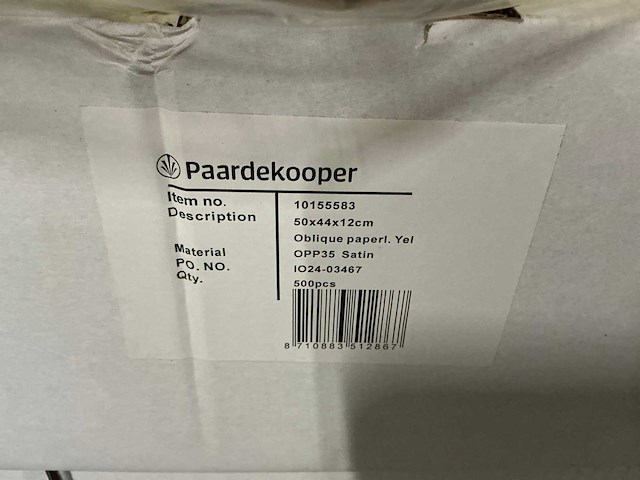 Paardekooper
Item no. 10155583
Description 50x44x12cm
Oblique paperl. Yel
Material OPP35 Satin
PO. NO. IO24-03467
Qty. 500pcs
8 710883 512867